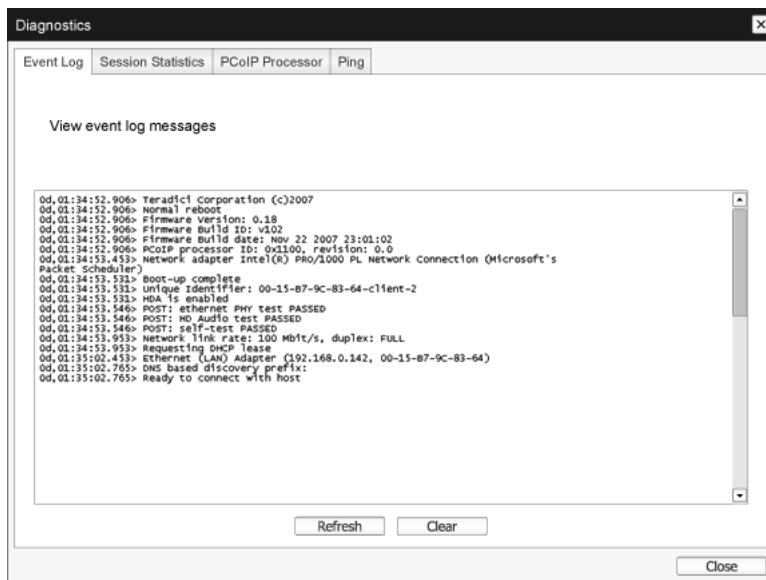 Diagnostics
Event Log
Session Statistics
PCoIP Processor
Ping
View event log messages
0d,01:34:52.906> Teradici Corporation (c)2007
0d,01:34:52.906> Normal reboot
0d,01:34:52.906> Firmware Version: 0.18
0d,01:34:52.906> Firmware Build ID: v102
0d,01:34:52.906> Firmware Build date: Nov 22 2007 23:01:02
0d,01:34:52.906> PCoIP processor ID: 0x1100, revision: 0.0
0d,01:34:53.453> Network adapter Intel(R) PRO/1000 PL Network Connection (Microsoft's
Packet Scheduler)
0d,01:34:53.531> Boot-up complete
0d,01:34:53.531> Unique Identifier: 00-15-B7-9C-83-64-client-2
0d,01:34:53.531> HDA is enabled
0d,01:34:53.546> POST: ethernet PHY test PASSED
0d,01:34:53.546> POST: HD Audio test PASSED
0d,01:34:53.546> POST: self-test PASSED
0d,01:34:53.953> Network link rate: 100 Mbit/s, duplex: FULL
0d,01:34:53.953> Requesting DHCP lease
0d,01:35:02.453> Ethernet (LAN) Adapter (192.168.0.142, 00-15-B7-9C-83-64)
0d,01:35:02.765> DNS based discovery prefix:
0d,01:35:02.765> Ready to connect with host
Refresh
Clear
Close